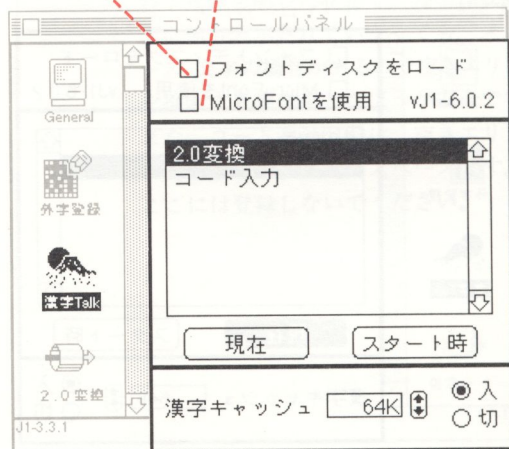 コントロールパネル
General
外字登録
漢字Talk
2.0変換
J1-3.3.1
フォントディスクをロード
MicroFontを使用 vJ1-6.0.2
2.0変換
コード入力
現在 スタート時
漢字キャッシュ 64K 入
切